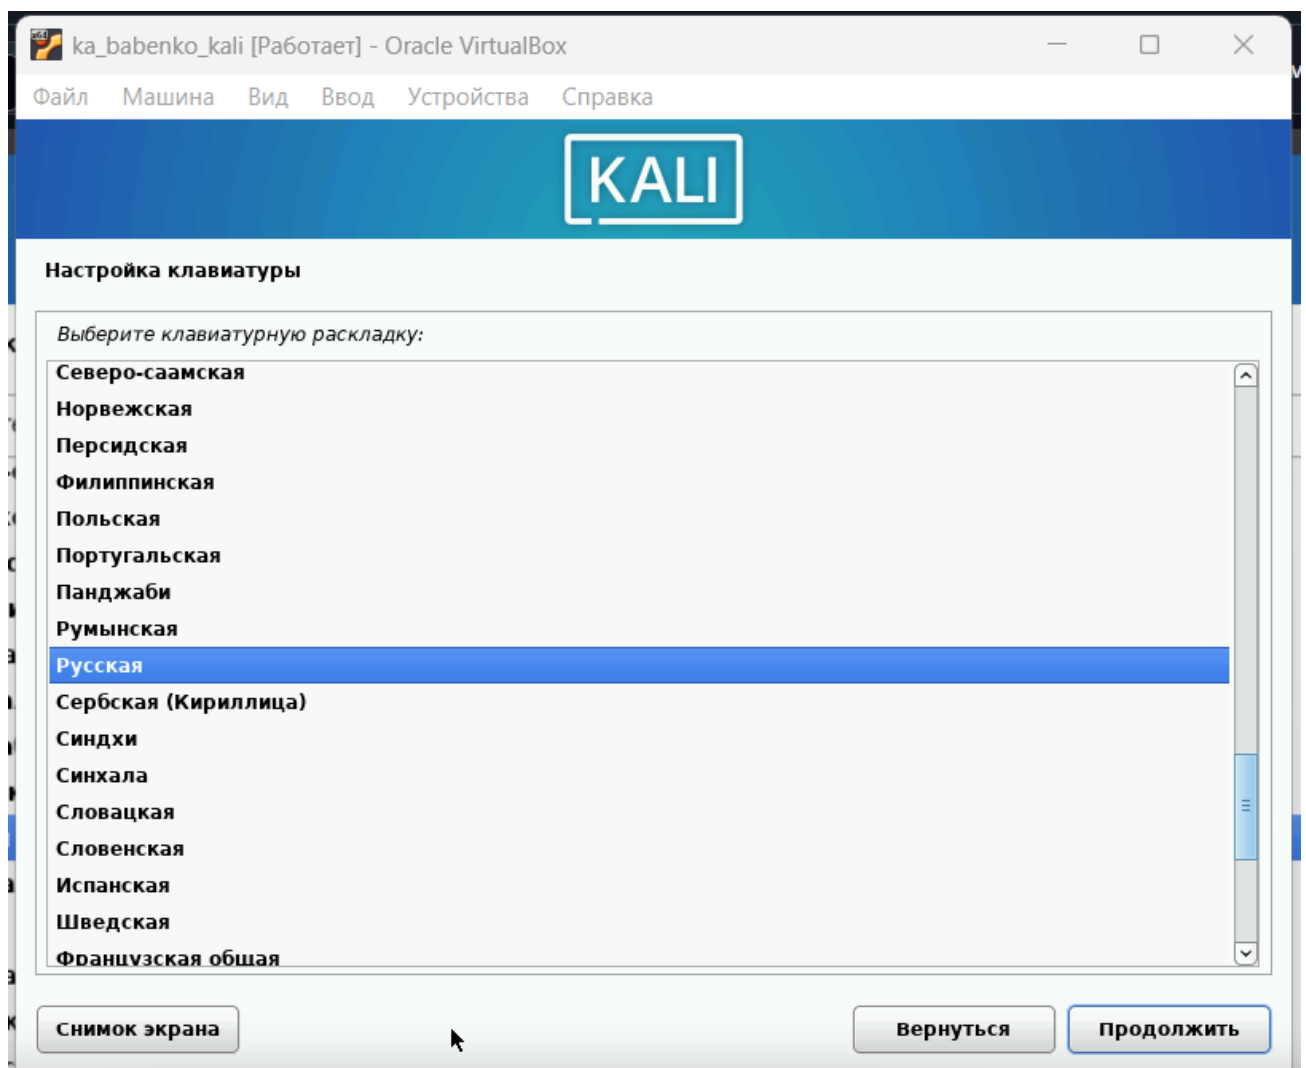 ka_babenko_kali [Работает] - Oracle VirtualBox
Файл Машина Вид Ввод Устройства Справка
KALI
Настройка клавиатуры
Выберите клавиатурную раскладку:
Северо-саамская
Норвежская
Персидская
Филиппинская
Польская
Португальская
Панджаби
Румынская
Русская
Сербская (Кириллица)
Синдхи
Синхала
Словацкая
Словенская
Испанская
Шведская
Французская общая
Снимок экрана Вернуться Продолжить